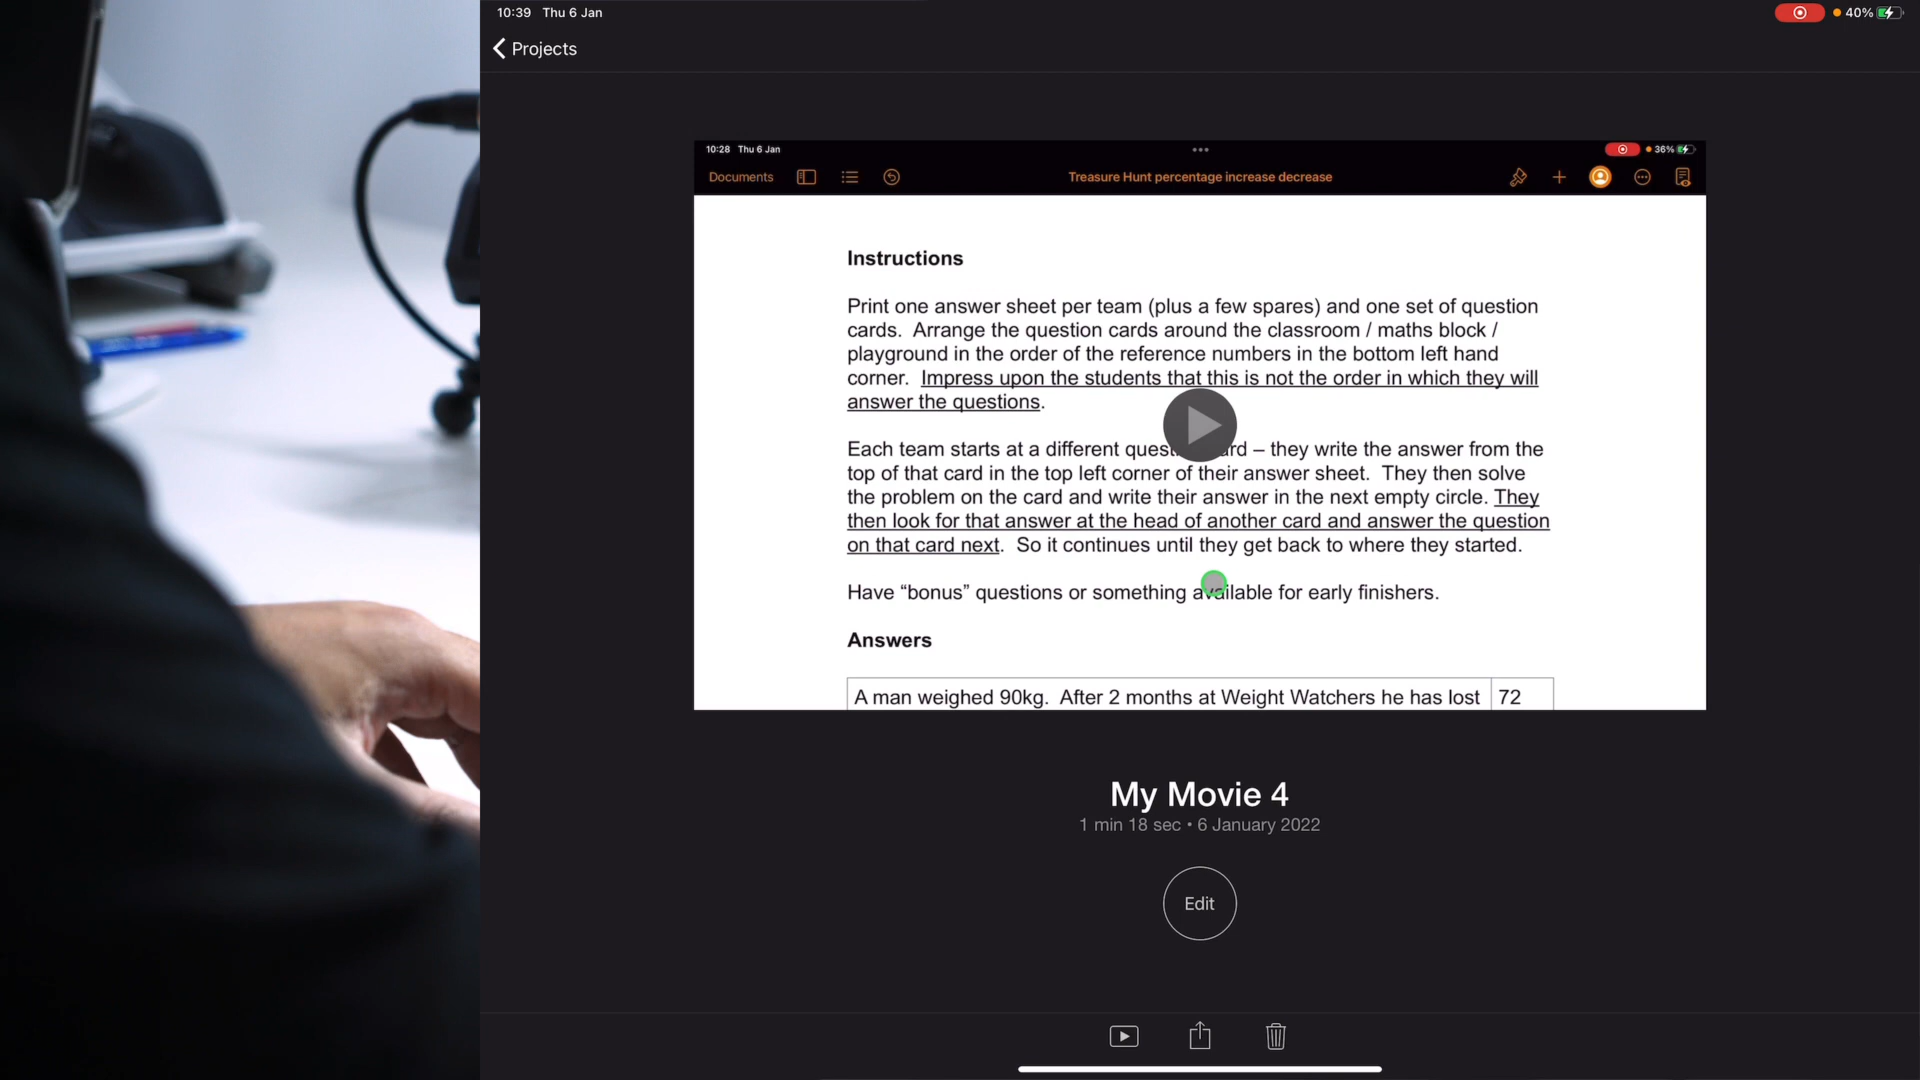 10:39 Thu 6 Jan
40%
Projects
10:28 Thu 6 Jan
36%
Documents
Treasure Hunt percentage increase decrease
Instructions
Print one answer sheet per team (plus a few spares) and one set of question
cards. Arrange the question cards around the classroom / maths block /
playground in the order of the reference numbers in the bottom left hand
corner. Impress upon the students that this is not the order in which they will
answer the questions.
Each team starts at a different ques rd – they write the answer from the
top of that card in the top left corner of their answer sheet. They then solve
the problem on the card and write their answer in the next empty circle. They
then look for that answer at the head of another card and answer the question
on that card next. So it continues until they get back to where they started.
Have “bonus” questions or something available for early finishers.
Answers
A man weighed 90kg. After 2 months at Weight Watchers he has lost 72
My Movie 4
1 min 18 sec • 6 January 2022
Edit